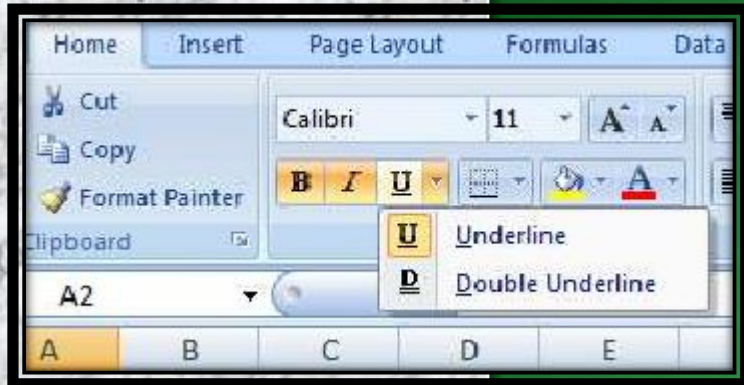 Home Insert Page Layout Formulas Data
Cut
Copy
Format Painter
Clipboard
Calibri 11 A A
B I U A
U Underline
D Double Underline
A2
A B C D E